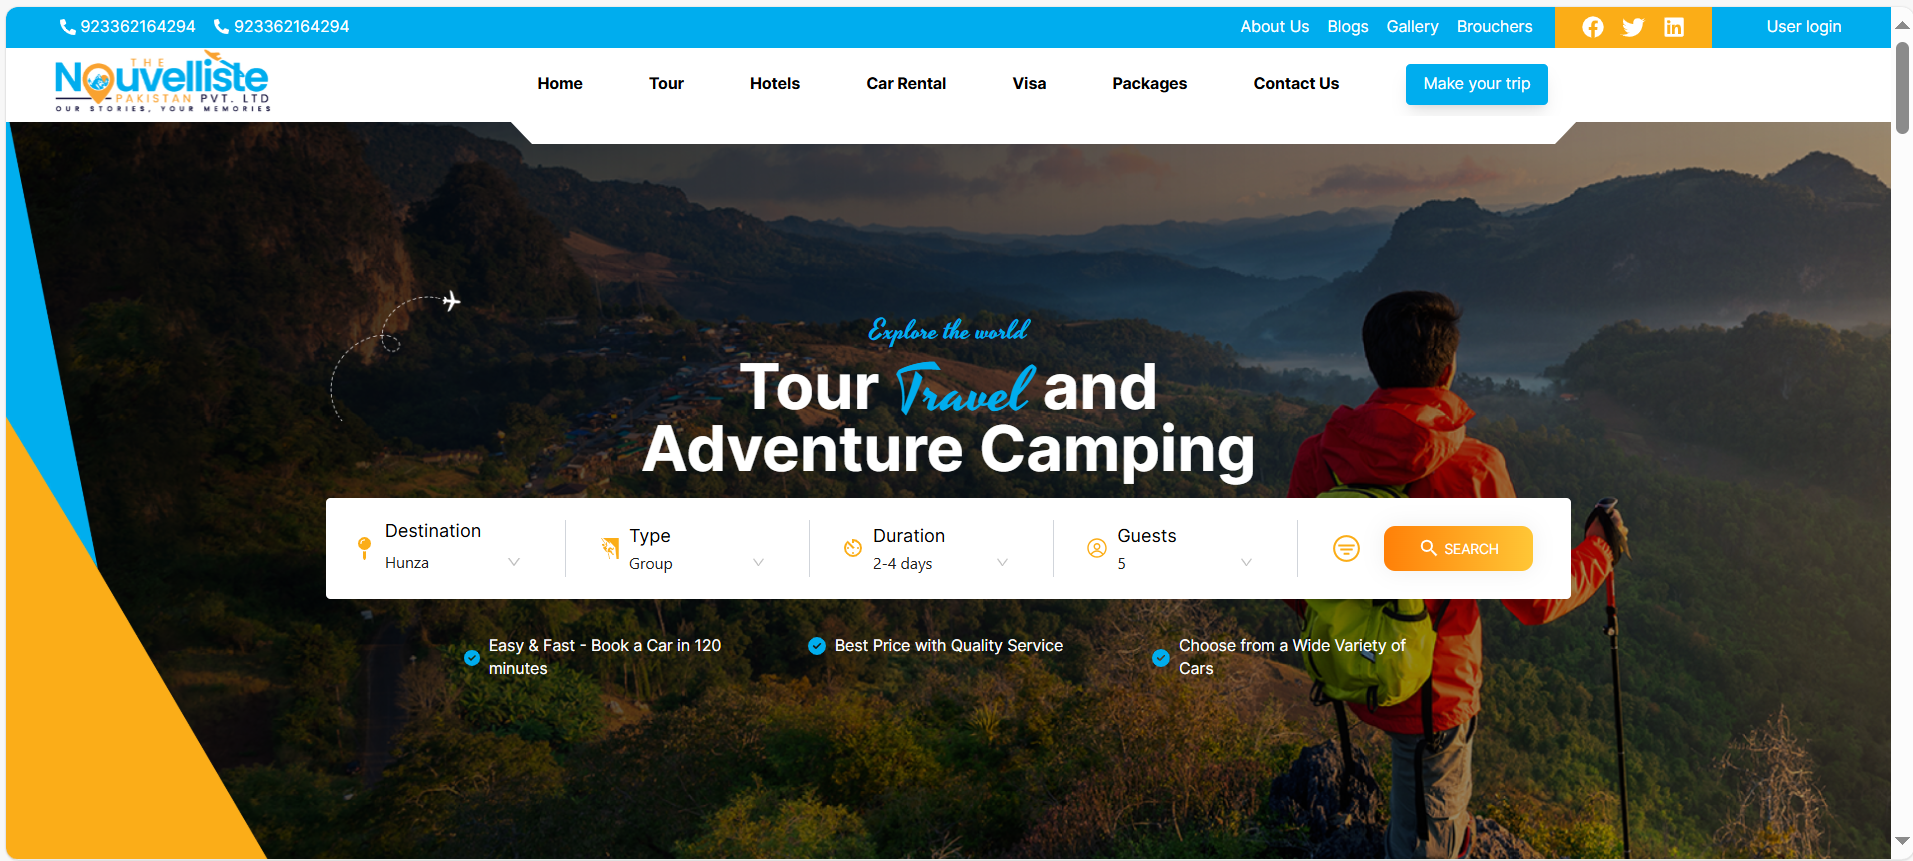 923362164294 923362164294 About Us Blogs Gallery Brouchers User login
THE
Nouvelliste
PAKISTAN PVT. LTD
OUR STORIES, YOUR MEMORIES
Home Tour Hotels Car Rental Visa Packages Contact Us Make your trip
Explore the world
Tour Travel and
Adventure Camping
Destination
Hunza
Type
Group
Duration
2-4 days
Guests
5
SEARCH
Easy & Fast - Book a Car in 120
minutes
Best Price with Quality Service
Choose from a Wide Variety of
Cars